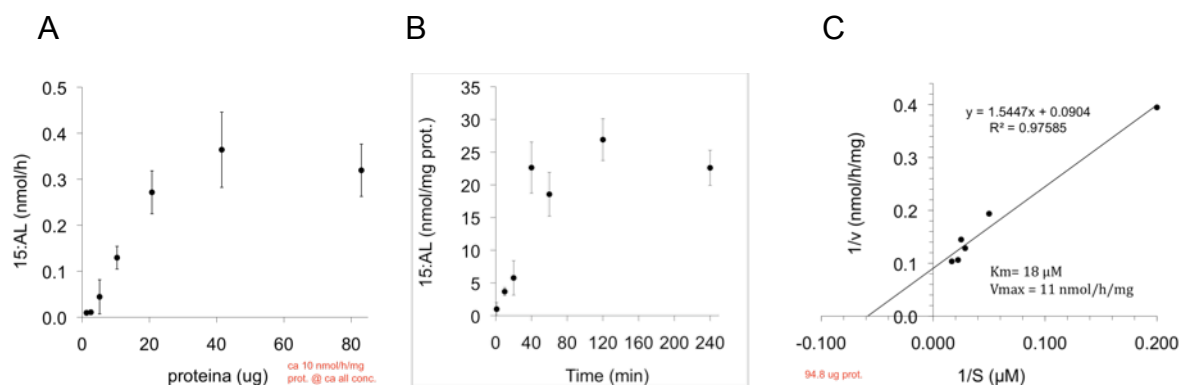 A
B
C
0.5
0.4
0.3
0.2
0.1
0.0
15:AL (nmol/h)
0
20
40
60
80
proteina (ug)
ca 10 nmol/h/mg
prot. @ ca all conc.
35
30
25
20
15
10
5
0
15:AL (nmol/mg prot.)
0
40
80
120
160
200
240
Time (min)
0.4
0.3
0.2
0.1
0.0
1/v (nmol/h/mg)
y = 1.5447x + 0.0904
R² = 0.97585
Km= 18 µM
Vmax = 11 nmol/h/mg
-0.100
0.000
0.100
0.200
1/S (µM)
94.8 ug prot.